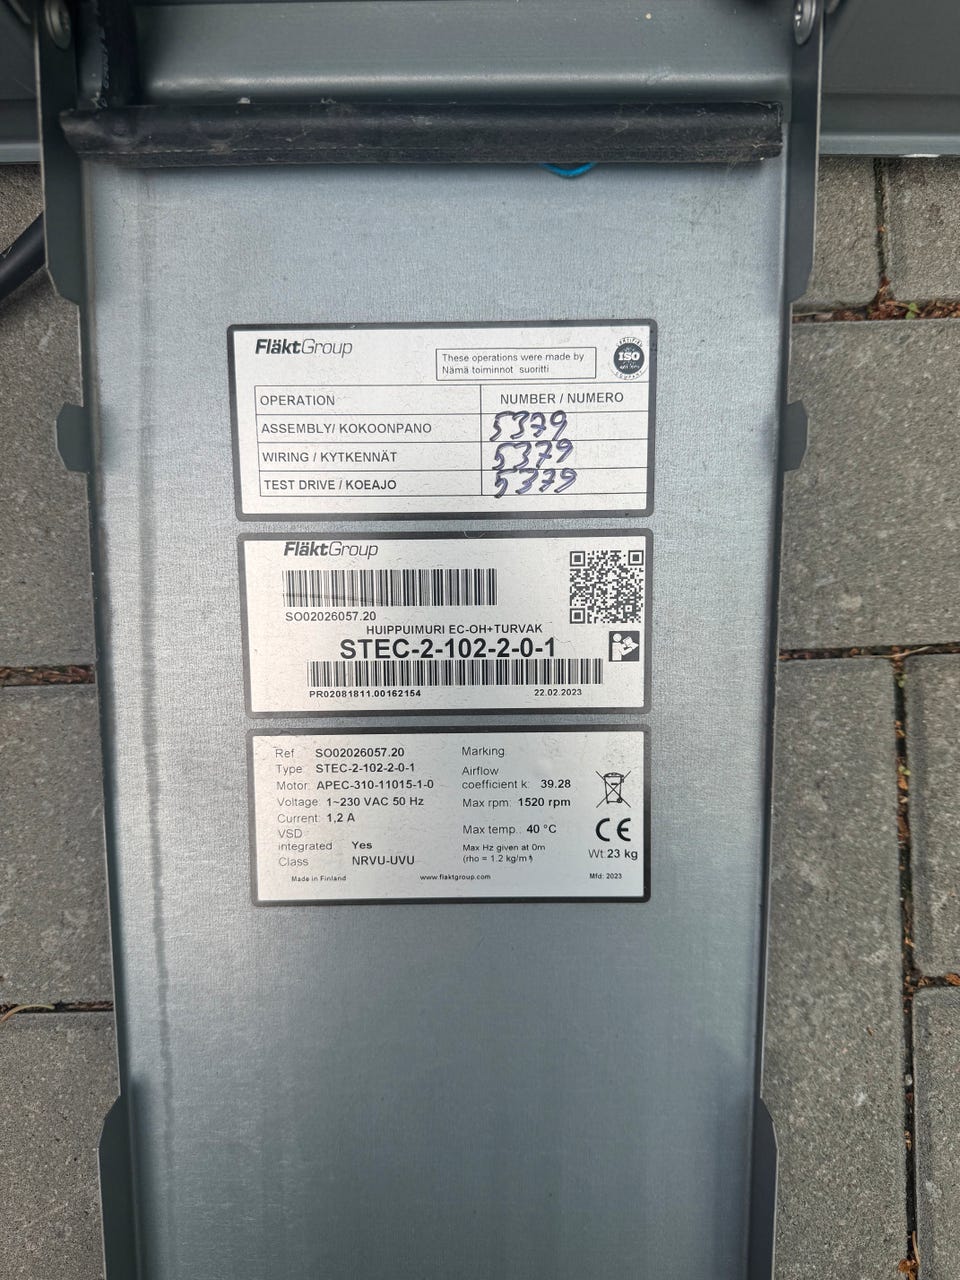 FläktGroup
These operations were made by
Nämä toiminnot suoritti
CERTIFIED
ISO
COMPANY
OPERATION NUMBER / NUMERO
ASSEMBLY/ KOKOONPANO 5379
WIRING / KYTKENNÄT 5379
TEST DRIVE / KOEAJO 5379
FläktGroup
SO02026057.20
HUIPPUIMURI EC-OH+TURVAK
STEC-2-102-2-0-1
PR02081811.00162154 22.02.2023
Ref SO02026057.20
Type STEC-2-102-2-0-1
Motor: APEC-310-11015-1-0
Voltage: 1~230 VAC 50 Hz
Current: 1,2 A
VSD
integrated Yes
Class NRVU-UVU
Made in Finland
www.flaktgroup.com
Marking
Airflow
coefficient k: 39.28
Max rpm: 1520 rpm
Max temp.: 40 °C
Max Hz given at 0m
(rho = 1.2 kg/m³)
CE
Wt. 23 kg
Mfd: 2023